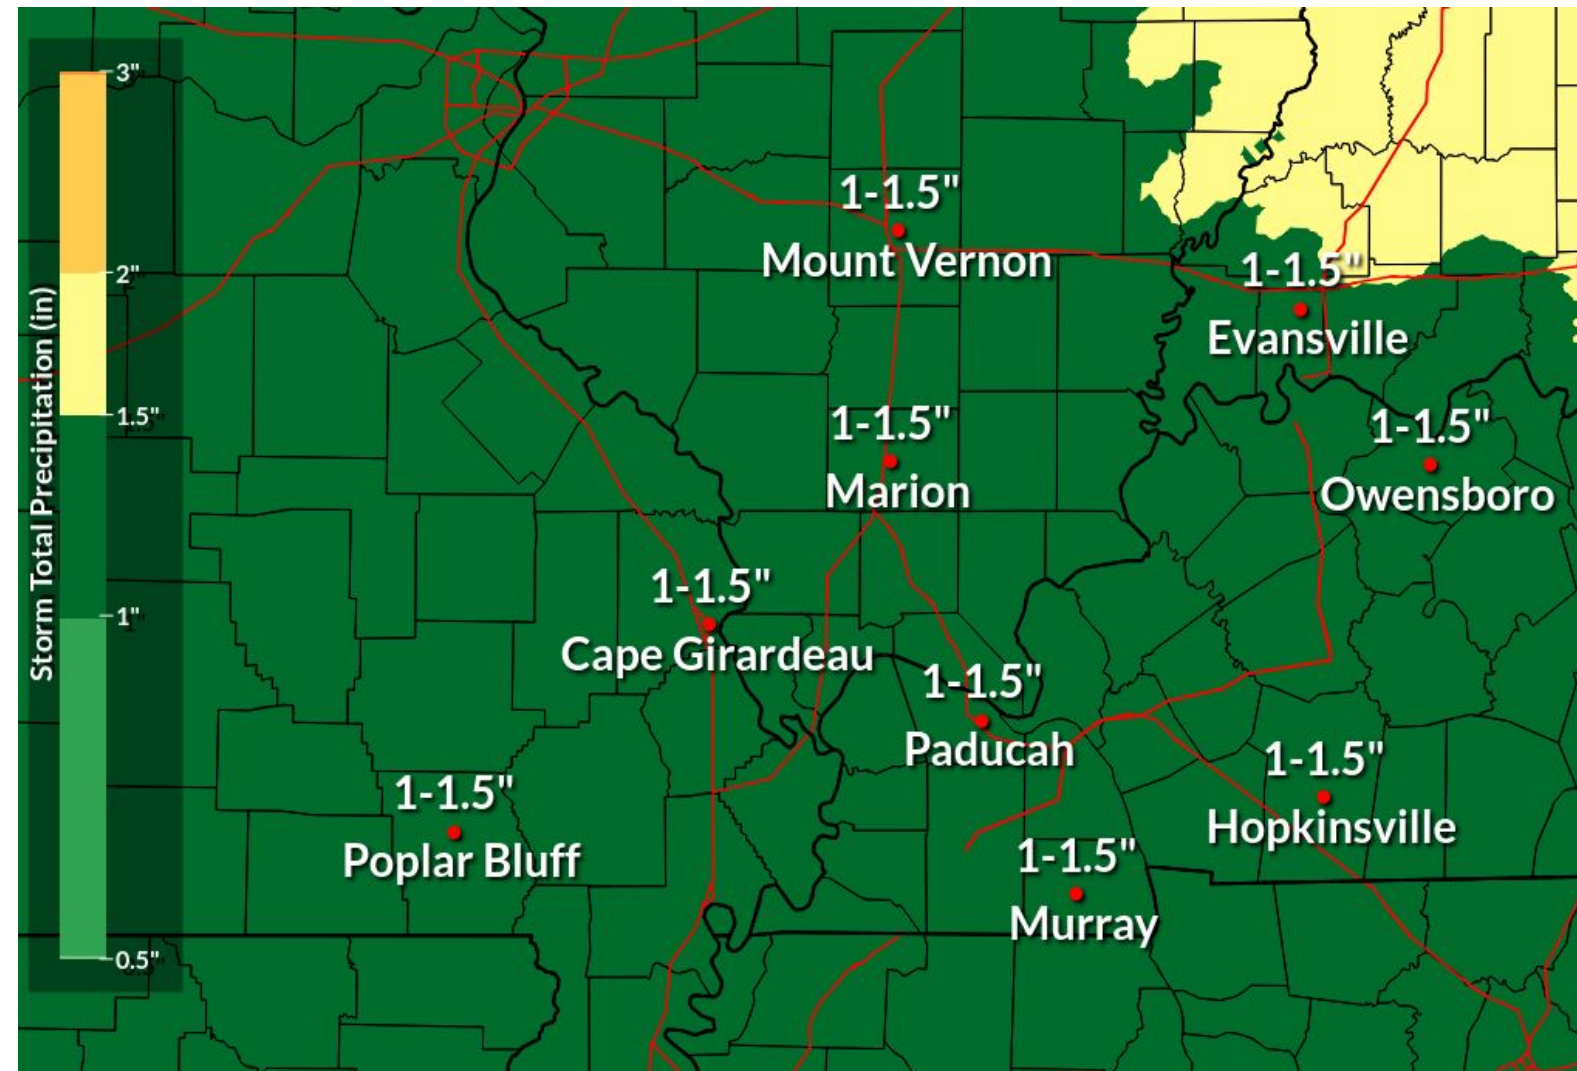 3"
2"
1.5"
1"
0.5"
Storm Total Precipitation (in)
1-1.5"
Mount Vernon
1-1.5"
Evansville
1-1.5"
Marion
1-1.5"
Owensboro
1-1.5"
Cape Girardeau
1-1.5"
Paducah
1-1.5"
Poplar Bluff
1-1.5"
Hopkinsville
1-1.5"
Murray